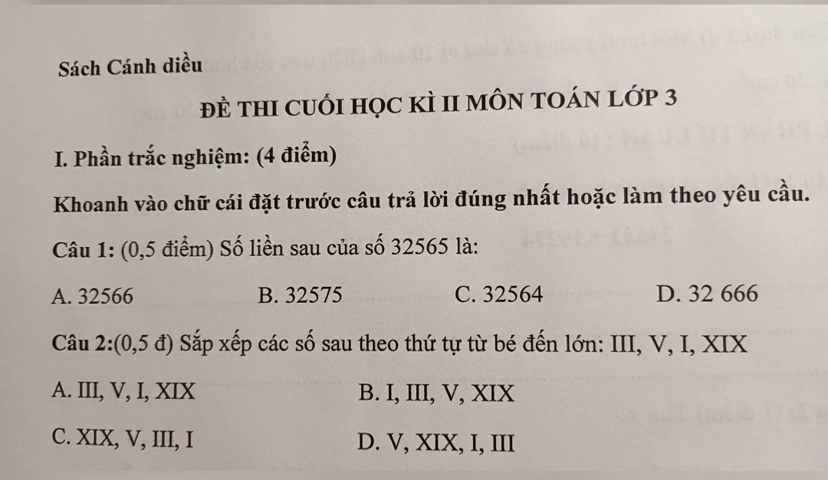 Sách Cánh diều
ĐỀ THI CUỐI HỌC KÌ II MÔN TOÁN LỚP 3
I. Phần trắc nghiệm: (4 điểm)
Khoanh vào chữ cái đặt trước câu trả lời đúng nhất hoặc làm theo yêu cầu.
Câu 1: (0,5 điểm) Số liền sau của số 32565 là:
A. 32566 B. 32575 C. 32564 D. 32 666
Câu 2:(0,5 đ) Sắp xếp các số sau theo thứ tự từ bé đến lớn: III, V, I, XIX
A. III, V, I, XIX B. I, III, V, XIX
C. XIX, V, III, I D. V, XIX, I, III